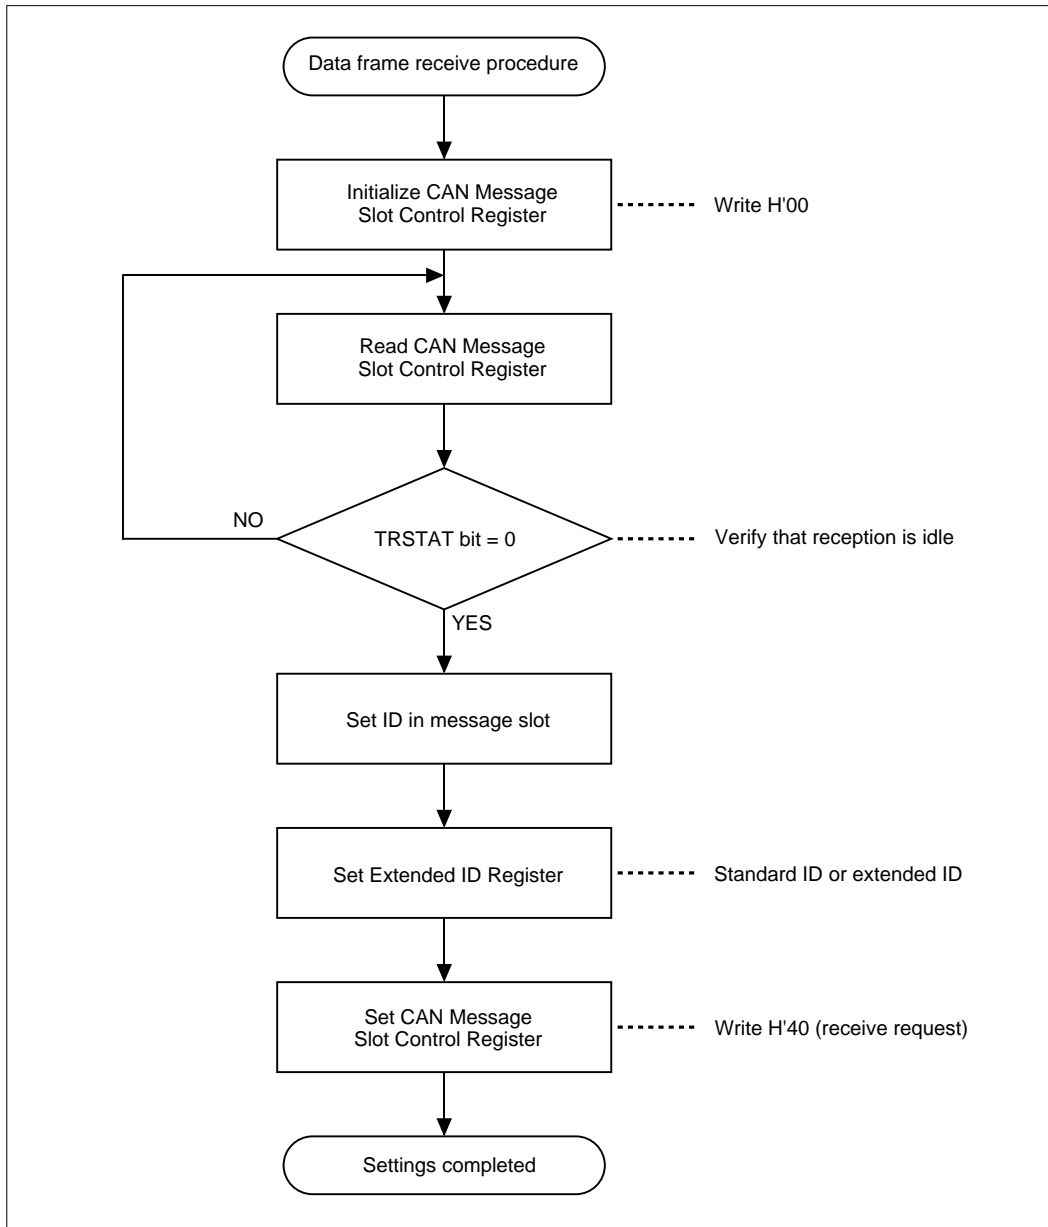 Data frame receive procedure
Initialize CAN Message
Slot Control Register
Write H'00
Read CAN Message
Slot Control Register
NO
TRSTAT bit = 0
Verify that reception is idle
YES
Set ID in message slot
Set Extended ID Register
Standard ID or extended ID
Set CAN Message
Slot Control Register
Write H'40 (receive request)
Settings completed